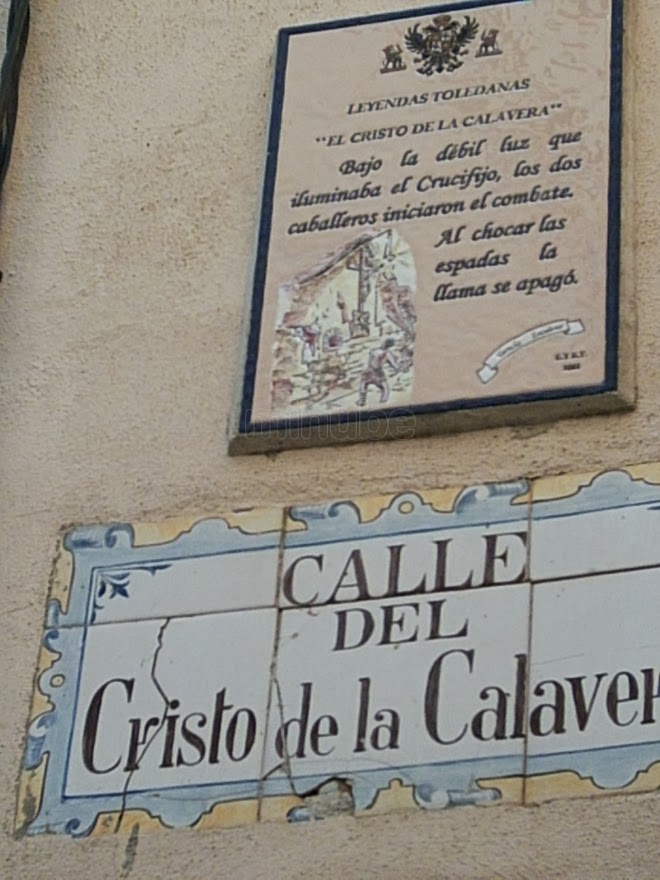 LEYENDAS TOLEDANAS
"EL CRISTO DE LA CALAVERA"
Bajo la débil luz que
iluminaba el Crucifijo, los dos
caballeros iniciaron el combate.
Al chocar las
espadas la
llama se apagó.
minube
CALLE
DEL
Cristo de la Calaver